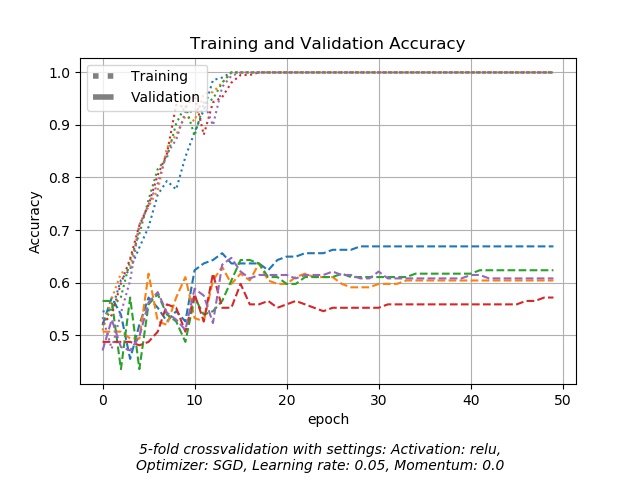 Training and Validation Accuracy
Training
Validation
1.0
0.9
0.8
0.7
0.6
0.5
Accuracy
0 10 20 30 40 50
epoch
5-fold crossvalidation with settings: Activation: relu,
Optimizer: SGD, Learning rate: 0.05, Momentum: 0.0